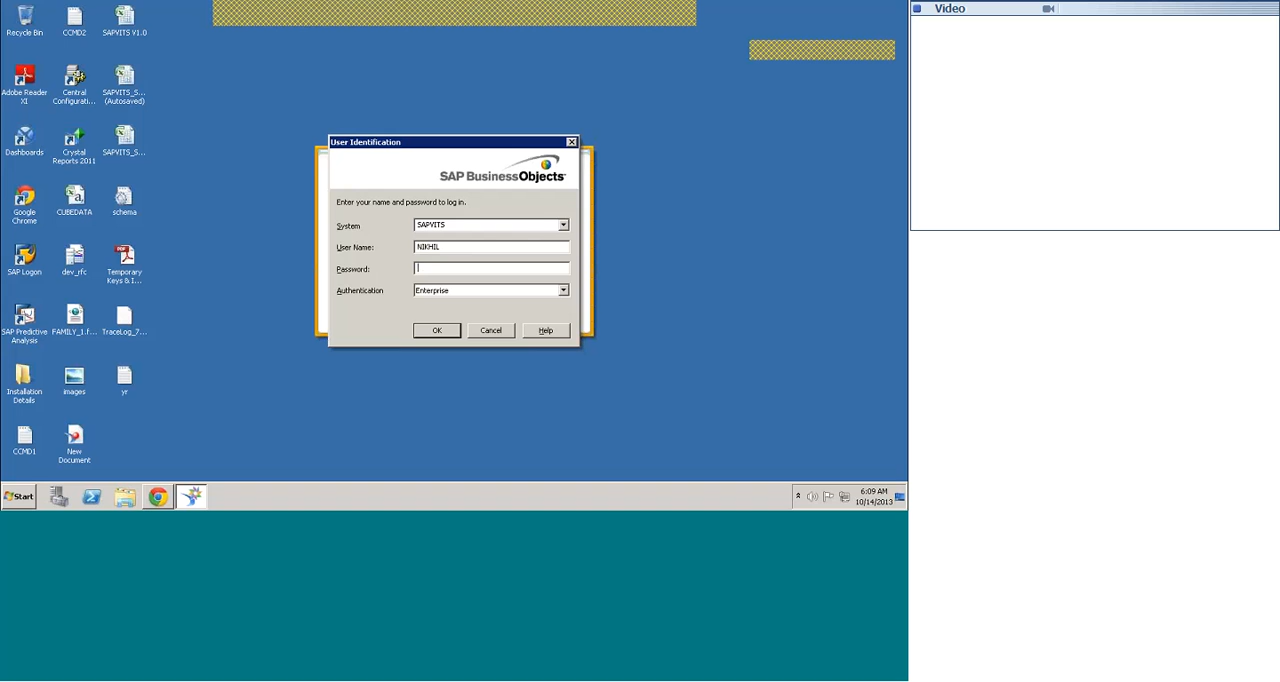 Video
Recycle Bin
CCMD2
SAPVITS V1.0
Adobe Reader
XI
Central
Configurati...
SAPVITS_S...
(Autosaved)
Dashboards
Crystal
Reports 2011
SAPVITS_S...
Google
Chrome
CUBEDATA
schema
SAP Logon
dev_rfc
Temporary
Keys & I...
SAP Predictive
Analysis
FAMILY_1.f...
TraceLog_7...
Installation
Details
images
yr
CCMD1
New
Document
User Identification
SAP BusinessObjects
Enter your name and password to log in.
System
SAPVITS
User Name:
NIKHIL
Password:
Authentication
Enterprise
OK
Cancel
Help
Start
6:09 AM
10/14/2013